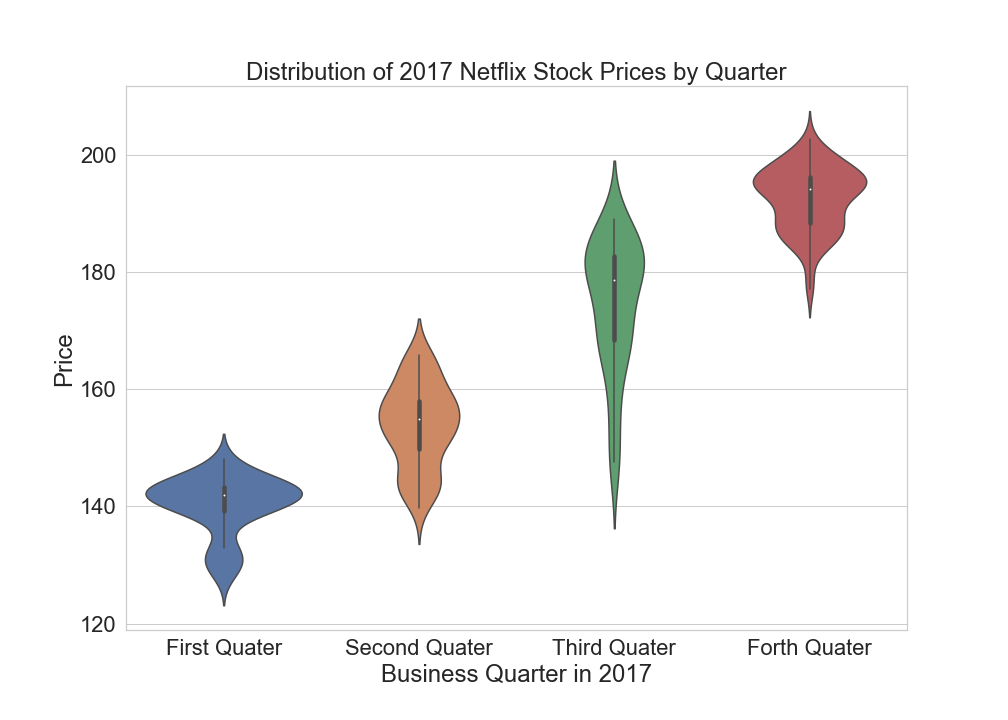 Distribution of 2017 Netflix Stock Prices by Quarter
200
180
160
140
120
Price
First Quater
Second Quater
Third Quater
Forth Quater
Business Quarter in 2017